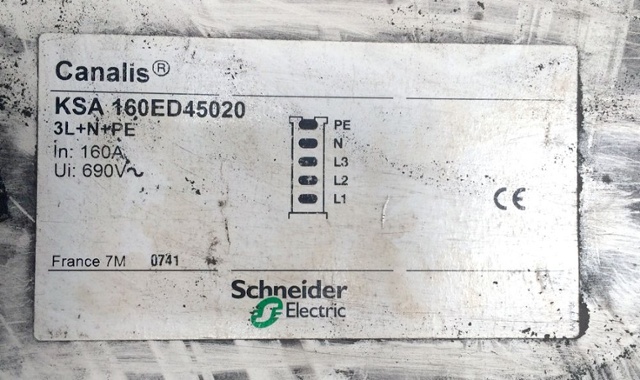 Canalis®
KSA 160ED45020
3L+N+PE
In: 160A
Ui: 690V~
PE
N
L3
L2
L1
CE
France 7M 0741
Schneider
Electric